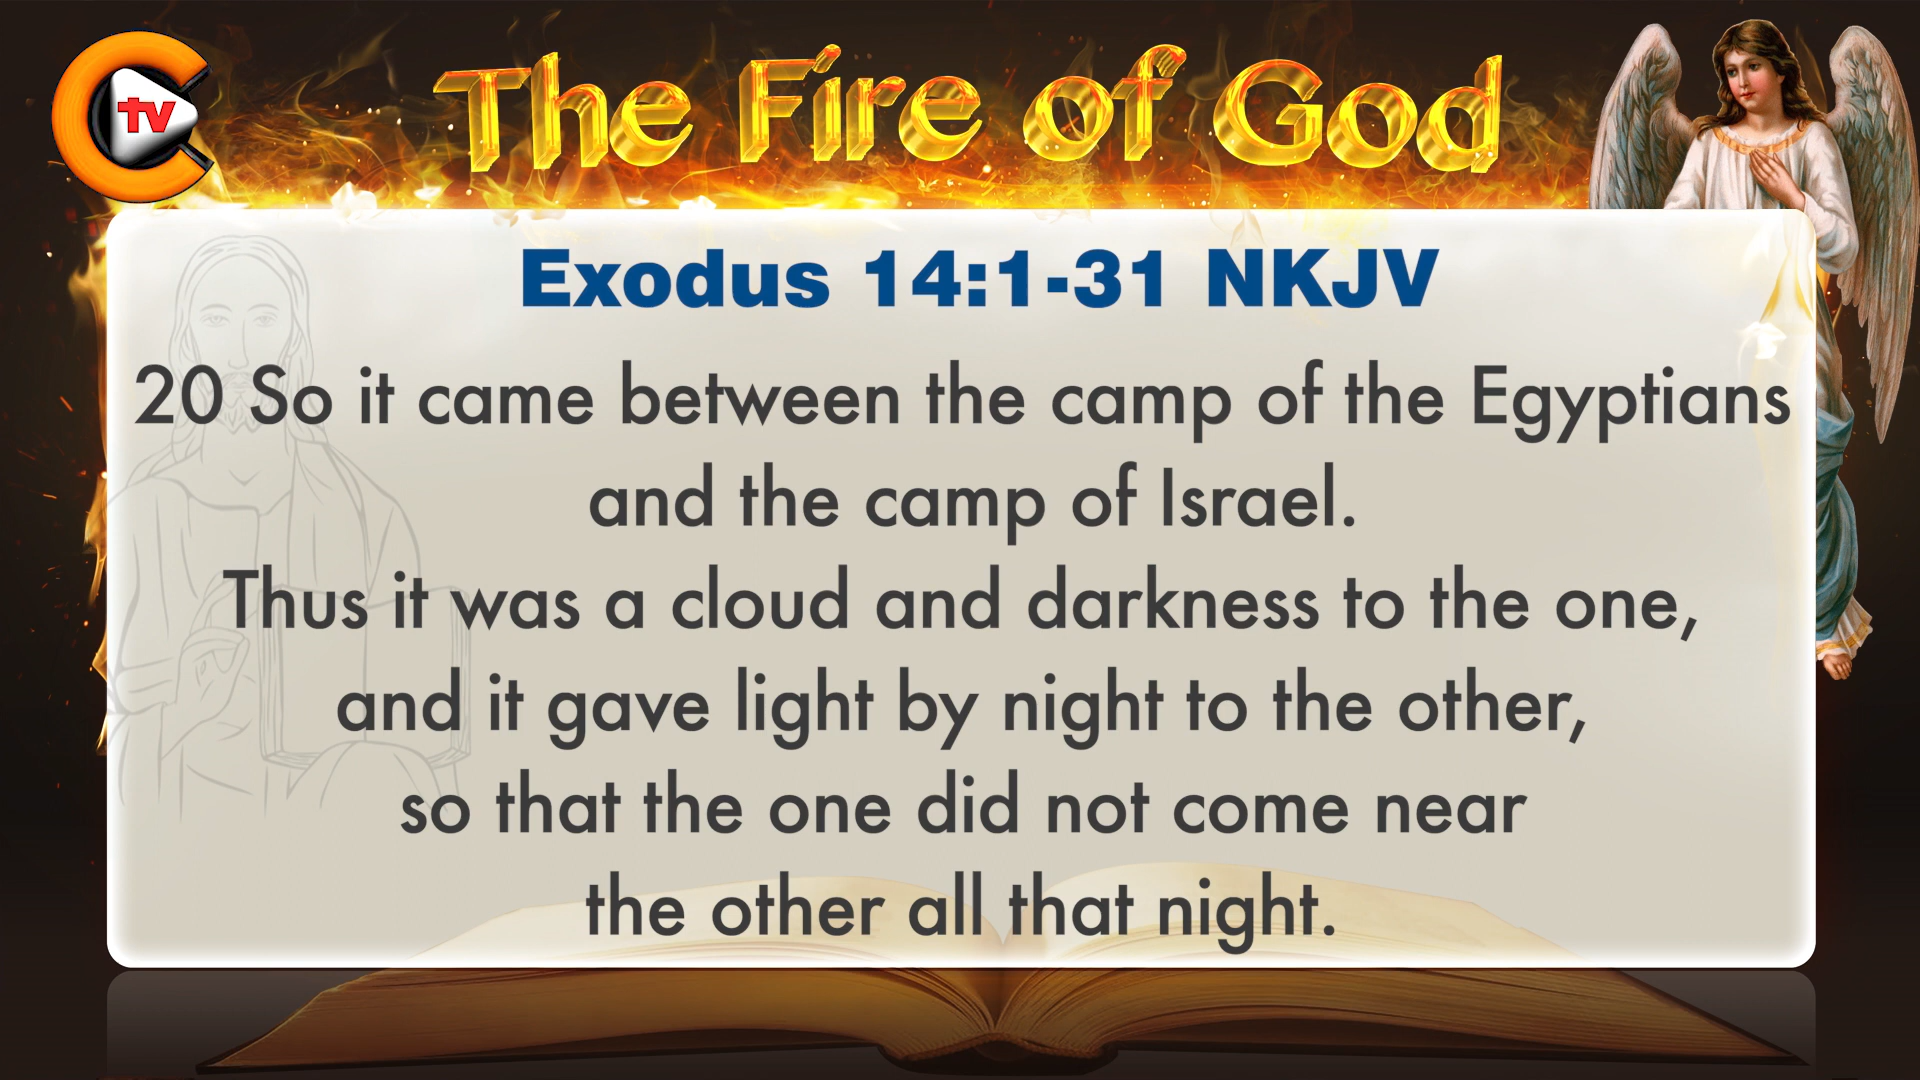 tv
The Fire of God
Exodus 14:1-31 NKJV
20 So it came between the camp of the Egyptians
and the camp of Israel.
Thus it was a cloud and darkness to the one,
and it gave light by night to the other,
so that the one did not come near
the other all that night.